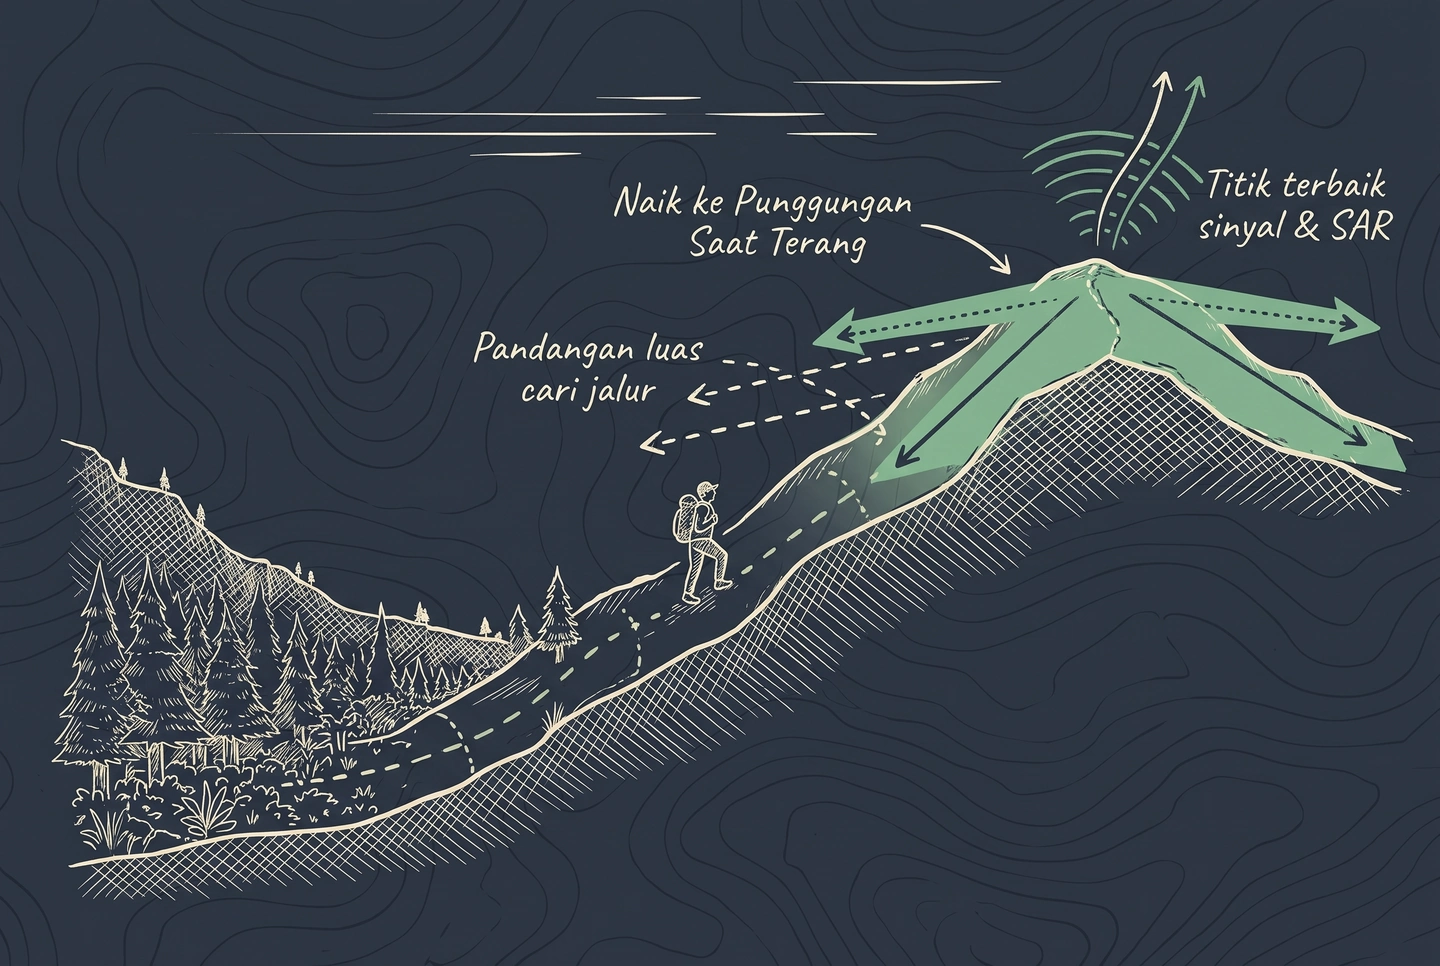 Naik ke Punggungan
Saat Terang
Titik terbaik
sinyal & SAR
Pandangan luas
cari jalur